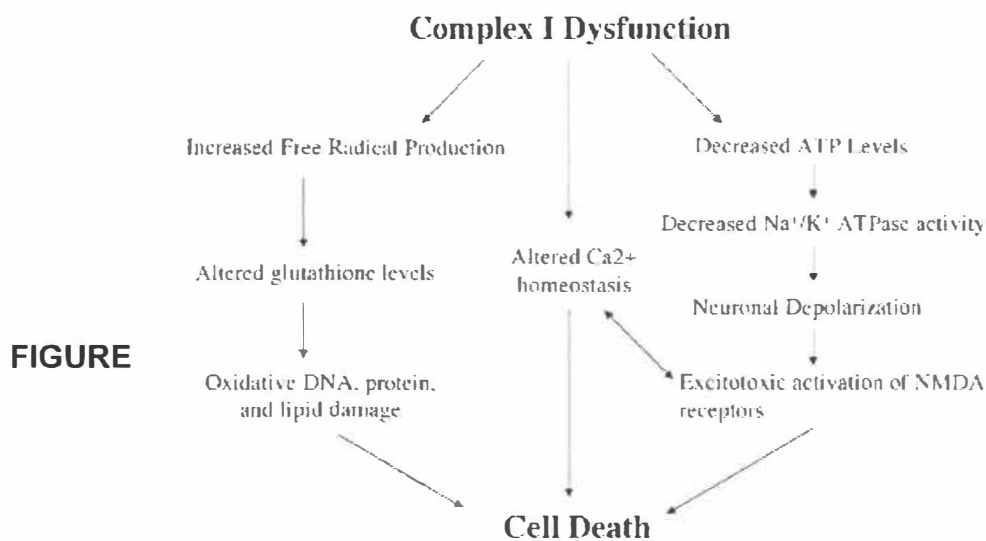 Complex I Dysfunction
Increased Free Radical Production
Decreased ATP Levels
Decreased Na+/K+ ATPase activity
Altered glutathione levels
Altered Ca2+
homeostasis
Neuronal Depolarization
FIGURE
Oxidative DNA, protein,
and lipid damage
Excitotoxic activation of NMDA
receptors
Cell Death